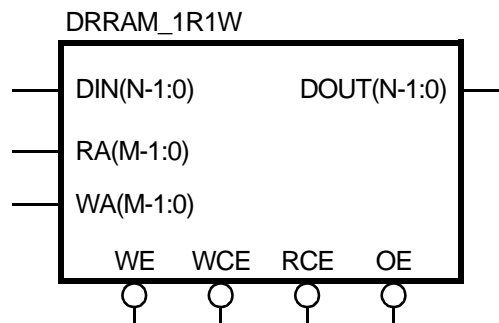 DRRAM_1R1W
DIN(N-1:0) DOUT(N-1:0)
RA(M-1:0)
WA(M-1:0)
WE WCE RCE OE